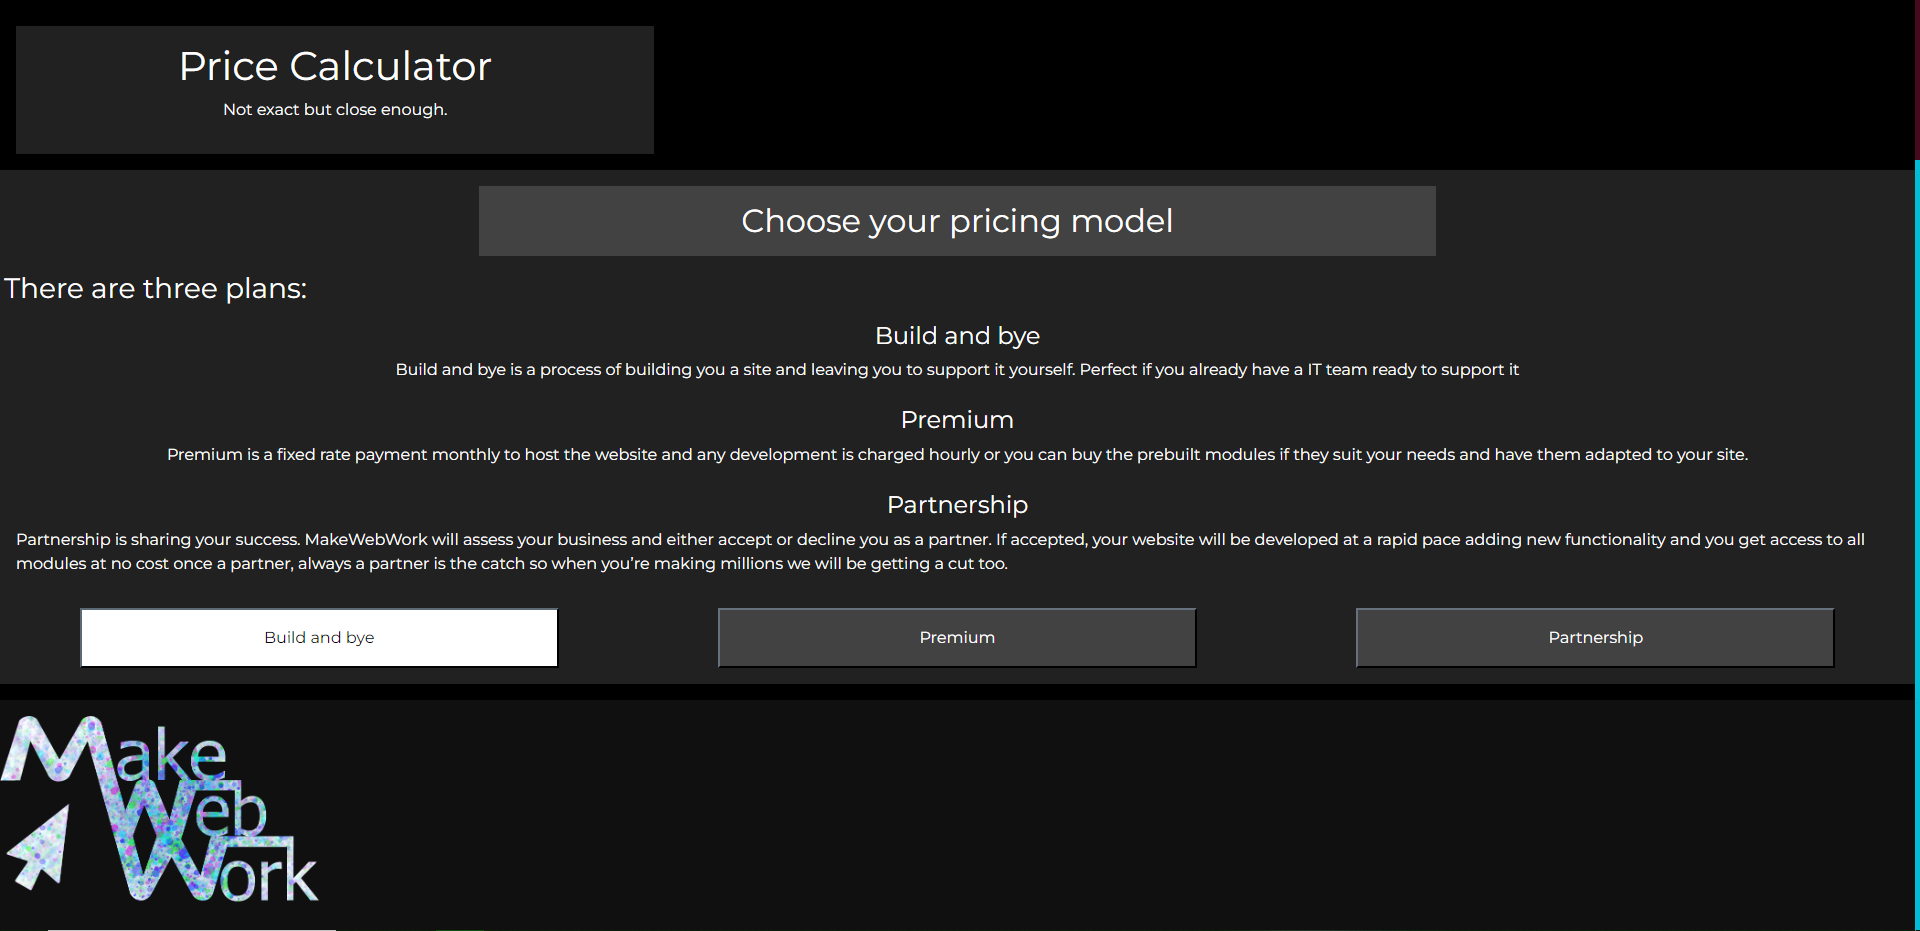 Price Calculator
Not exact but close enough.
Choose your pricing model
There are three plans:
Build and bye
Build and bye is a process of building you a site and leaving you to support it yourself. Perfect if you already have a IT team ready to support it
Premium
Premium is a fixed rate payment monthly to host the website and any development is charged hourly or you can buy the prebuilt modules if they suit your needs and have them adapted to your site.
Partnership
Partnership is sharing your success. MakeWebWork will assess your business and either accept or decline you as a partner. If accepted, your website will be developed at a rapid pace adding new functionality and you get access to all
modules at no cost once a partner, always a partner is the catch so when you’re making millions we will be getting a cut too.
Build and bye
Premium
Partnership
Make
Web
Work